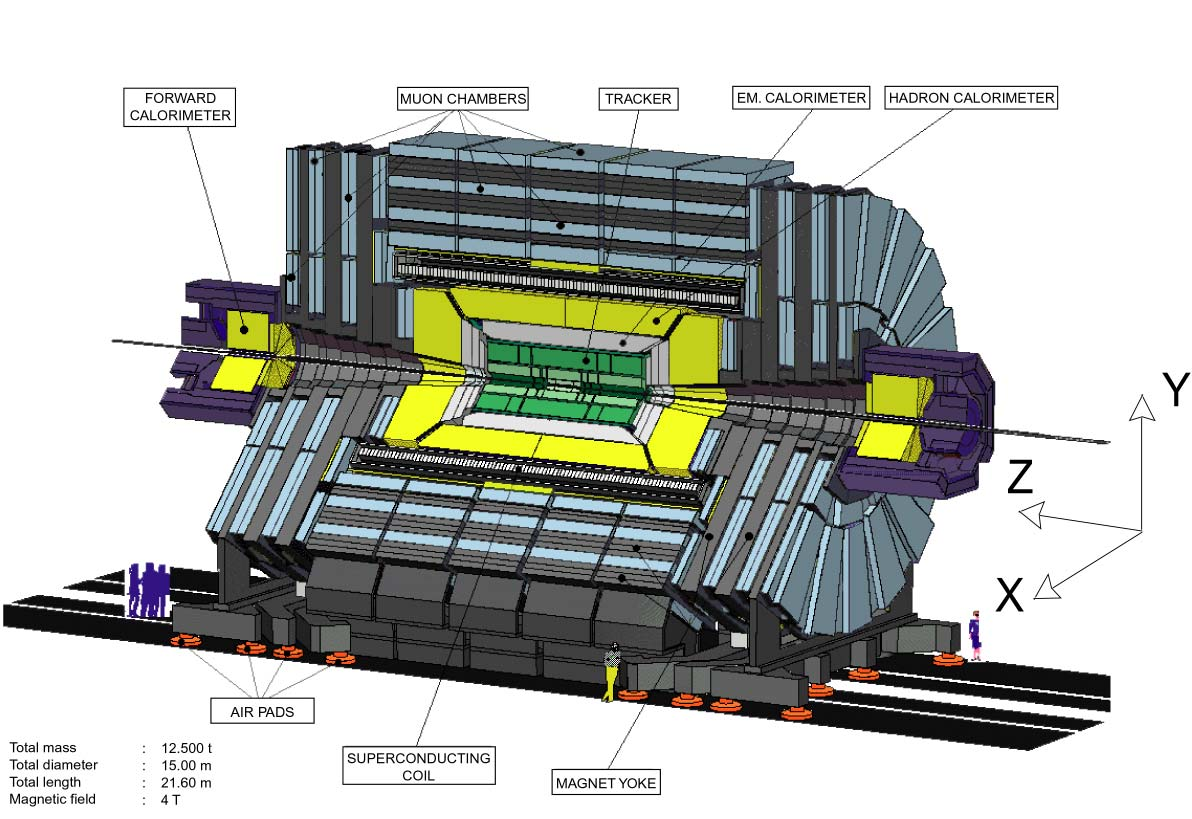 FORWARD
CALORIMETER
MUON CHAMBERS
TRACKER
EM. CALORIMETER
HADRON CALORIMETER
Y
Z
X
AIR PADS
SUPERCONDUCTING
COIL
MAGNET YOKE
Total mass : 12.500 t
Total diameter : 15.00 m
Total length : 21.60 m
Magnetic field : 4 T